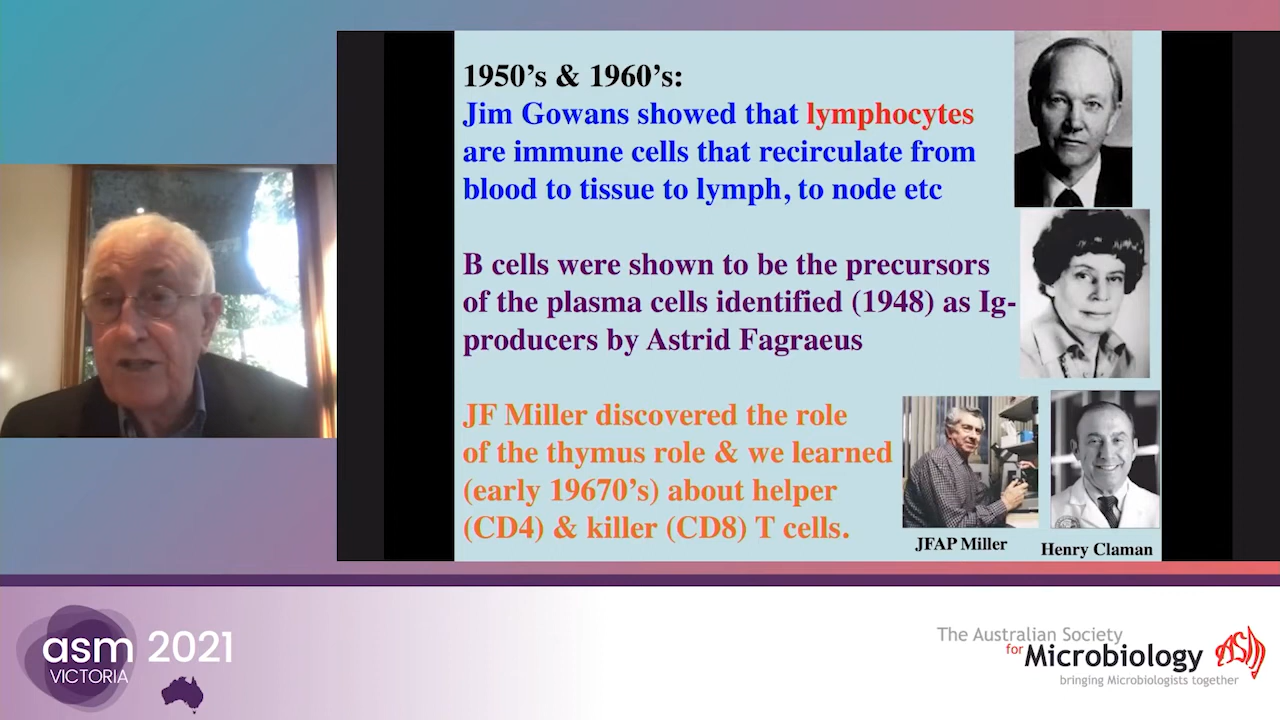 1950's & 1960's:
Jim Gowans showed that lymphocytes
are immune cells that recirculate from
blood to tissue to lymph, to node etc
B cells were shown to be the precursors
of the plasma cells identified (1948) as Ig-
producers by Astrid Fagraeus
JF Miller discovered the role
of the thymus role & we learned
(early 19670's) about helper
(CD4) & killer (CD8) T cells.
JFAP Miller
Henry Claman
asm 2021
VICTORIA
The Australian Society
for Microbiology
bringing Microbiologists together
ASM